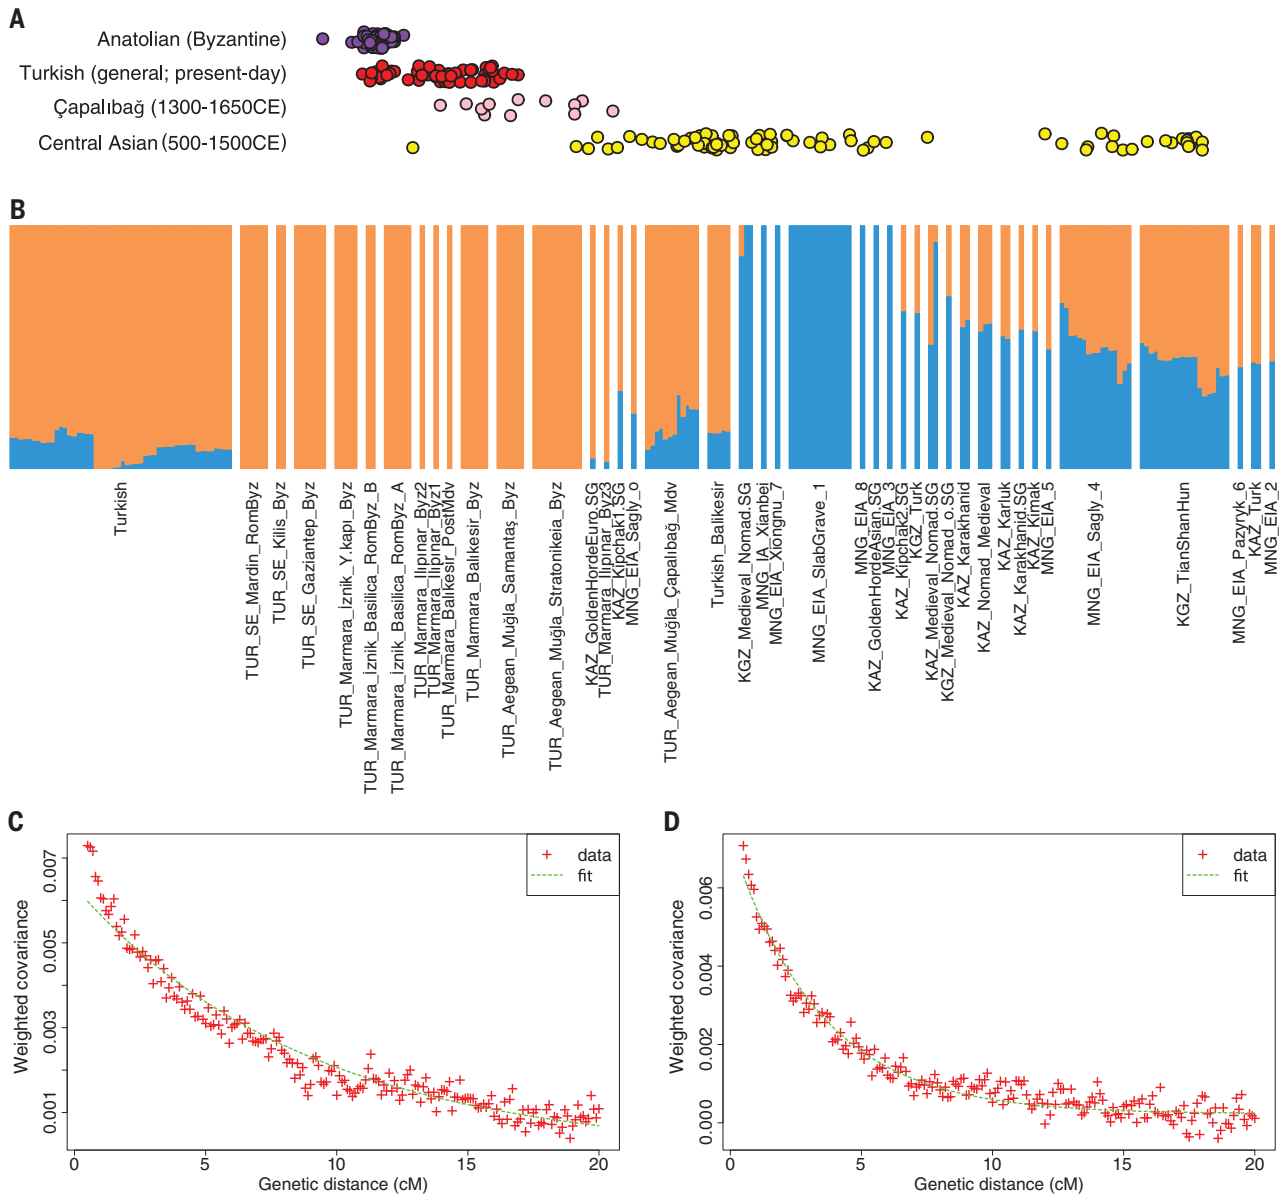 A
Anatolian (Byzantine)
Turkish (general; present-day)
Çapalıbağ (1300-1650CE)
Central Asian (500-1500CE)
B
Turkish
TUR_SE_Mardin_RomByz
TUR_SE_Kilis_Byz
TUR_SE_Gaziantep_Byz
TUR_Marmara_İznik_Y.kapı_Byz
TUR_Marmara_İznik_Basilica_RomByz_B
TUR_Marmara_İznik_Basilica_RomByz_A
TUR_Marmara_Ilıpınar_Byz2
TUR_Marmara_Ilıpınar_Byz1
TUR_Marmara_Balıkesir_PostMdv
TUR_Marmara_Balıkesir_Byz
TUR_Aegean_Muğla_Samantaş_Byz
TUR_Aegean_Muğla_Stratonikeia_Byz
KAZ_GoldenHordeEuro.SG
TUR_Marmara_Ilıpınar_Byz3
KAZ_Kipchak1.SG
MNG_EIA_Sagly_o
TUR_Aegean_Muğla_Çapalıbağ_Mdv
Turkish_Balikesir
KGZ_Medieval_Nomad.SG
MNG_IA_Xianbej
MNG_EIA_Xiongnu_7
MNG_EIA_SlabGrave_1
MNG_EIA_8
KAZ_GoldenHordeAsian.SG
MNG_EIA_3
KAZ_Kipchak2.SG
KGZ_Turk
KAZ_Medieval_Nomad.SG
KGZ_Medieval_Nomad_o.SG
KAZ_Karakhanid
KAZ_Nomad_Medieval
KAZ_Karluk
KAZ_Karakhanid.SG
KAZ_Kimak
MNG_EIA_5
MNG_EIA_Sagly_4
KGZ_TianShanHun
MNG_EIA_Pazyryk_6
KAZ_Turk
MNG_EIA_2
C
Weighted covariance
0.007
0.005
0.003
0.001
data
fit
0 5 10 15 20
Genetic distance (cM)
D
Weighted covariance
0.006
0.004
0.002
0.000
data
fit
0 5 10 15 20
Genetic distance (cM)